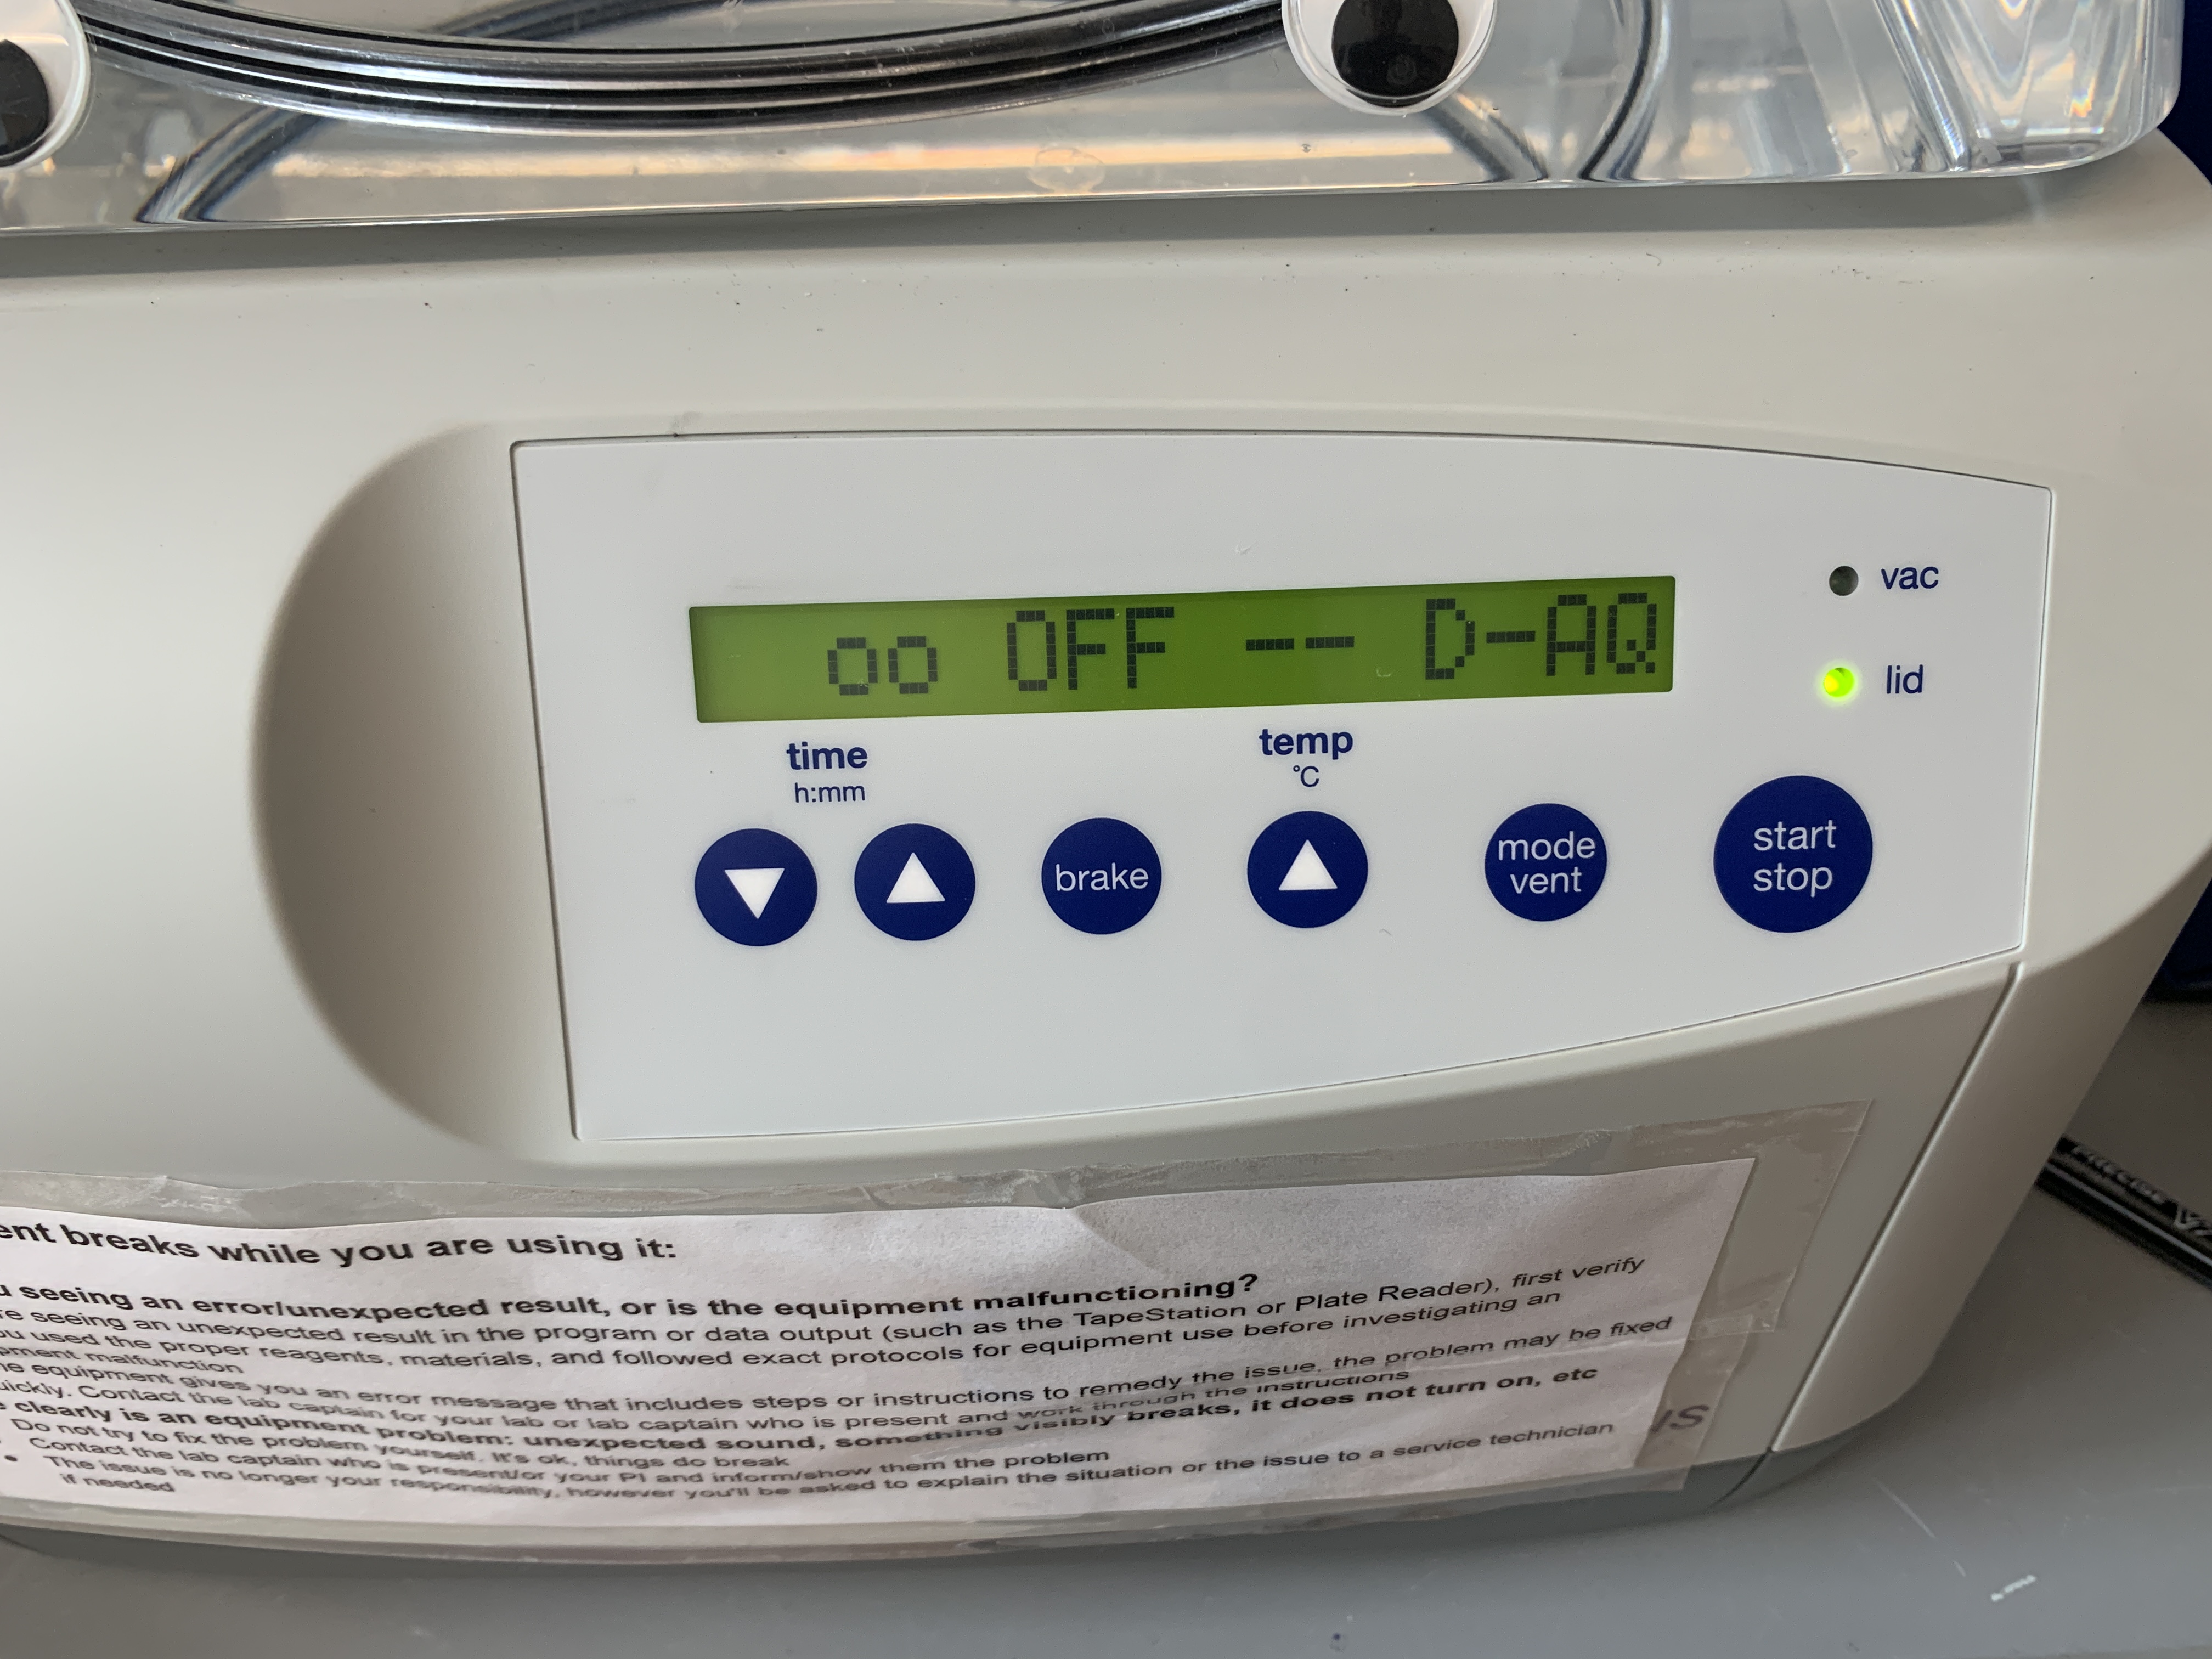 oo OFF -- D-AQ
vac
lid
time
h:mm
temp
°C
brake
mode
vent
start
stop
breaks while you are using it:
seeing an error/unexpected result, or is the equipment malfunctioning?
seeing an unexpected result in the program or data output (such as the TapeStation or Plate Reader), first verify
used the proper reagents, materials, and followed exact protocols for equipment use before investigating an
malfunction
equipment gives you an error message that includes steps or instructions to remedy the issue, the problem may be fixed
Contact the lab captain for your lab or lab captain who is present and work through the instructions
clearly is an equipment problem: unexpected sound, something visibly breaks, it does not turn on, etc
Do not try to fix the problem yourself. It's ok, things do break
Contact the lab captain who is present/or your PI and inform/show them the problem
• The issue is no longer your responsibility, however you'll be asked to explain the situation or the issue to a service technician
if needed
PRECISE